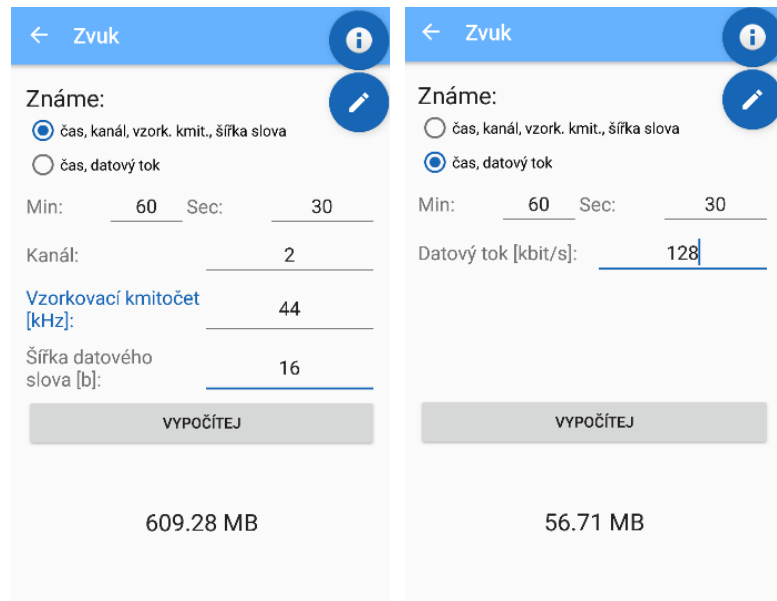 Zvuk
Známe:
čas, kanál, vzork. kmit., šířka slova
čas, datový tok
Min: 60 Sec: 30
Kanál: 2
Vzorkovací kmitočet
[kHz]: 44
Šířka datového
slova [b]: 16
VYPOČÍTEJ
609.28 MB
Zvuk
Známe:
čas, kanál, vzork. kmit., šířka slova
čas, datový tok
Min: 60 Sec: 30
Datový tok [kbit/s]: 128
VYPOČÍTEJ
56.71 MB